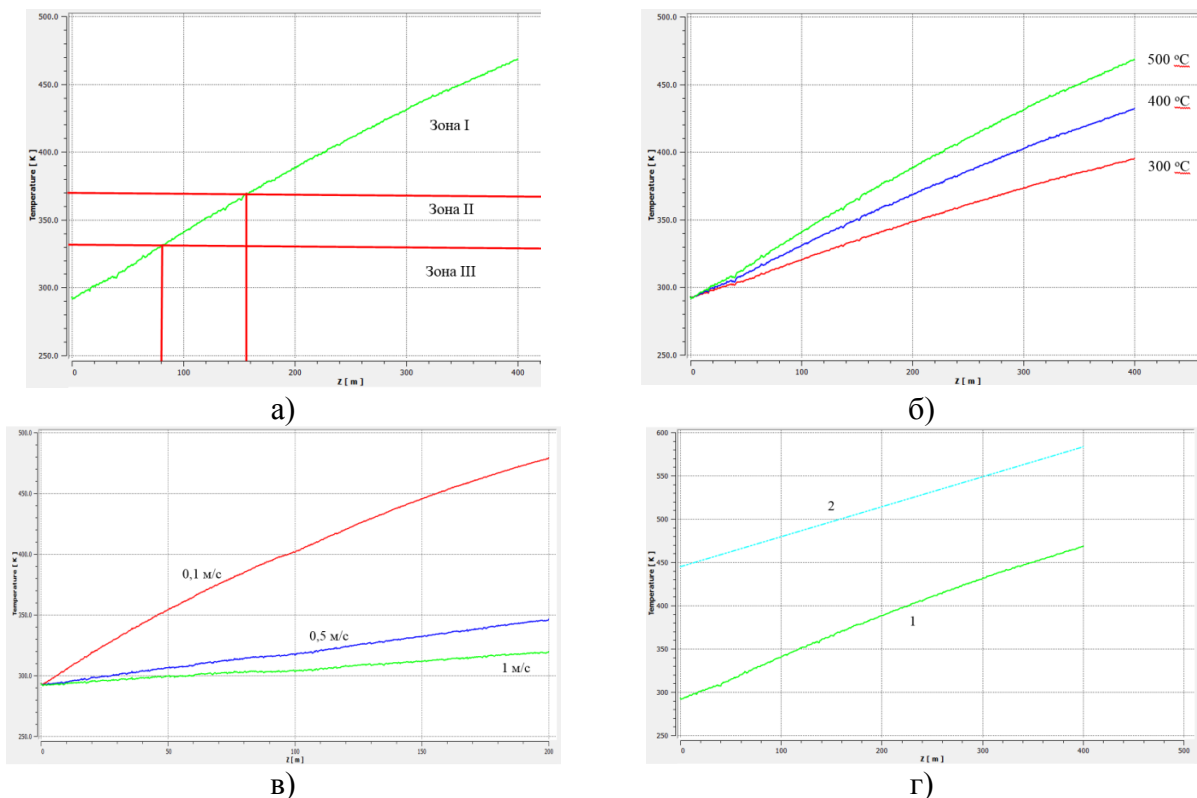 500.0
450.0
400.0
350.0
300.0
250.0
Temperature [ K ]
Зона I
Зона II
Зона III
0 100 200 300 400
Z [ m ]
а)
500.0
450.0
400.0
350.0
300.0
250.0
Temperature [ K ]
500 °C
400 °C
300 °C
0 100 200 300 400
Z [ m ]
б)
500.0
450.0
400.0
350.0
300.0
250.0
Temperature [ K ]
0,1 м/с
0,5 м/с
1 м/с
0 50 100 150 200
Z [ m ]
в)
600
550
500
450
400
350
300
250
Temperature [ K ]
2
1
0 100 200 300 400 500
Z [ m ]
г)